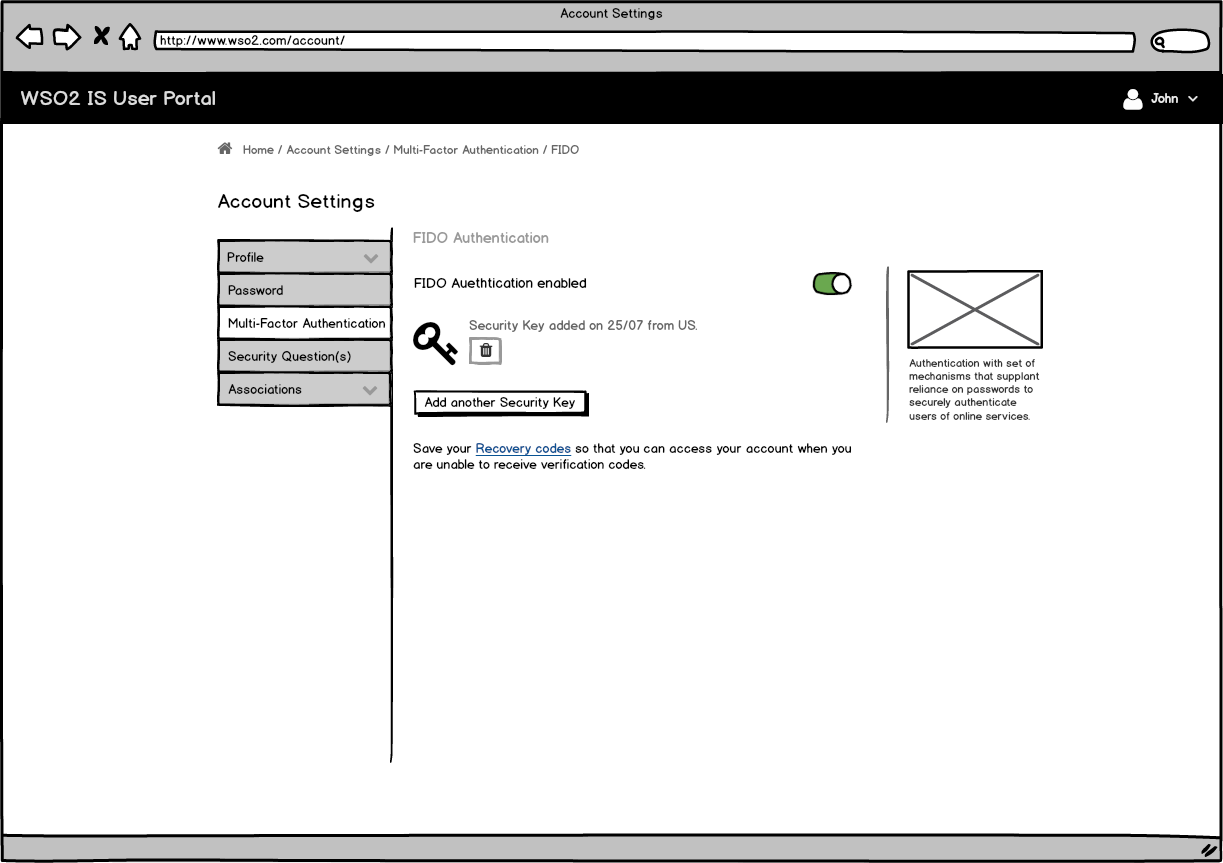 Account Settings
http://www.wso2.com/account/
WSO2 IS User Portal
John
Home / Account Settings / Multi-Factor Authentication / FIDO
Account Settings
Profile
Password
Multi-Factor Authentication
Security Question(s)
Associations
FIDO Authentication
FIDO Auethtication enabled
Security Key added on 25/07 from US.
Add another Security Key
Save your Recovery codes so that you can access your account when you
are unable to receive verification codes.
Authentication with set of
mechanisms that supplant
reliance on passwords to
securely authenticate
users of online services.